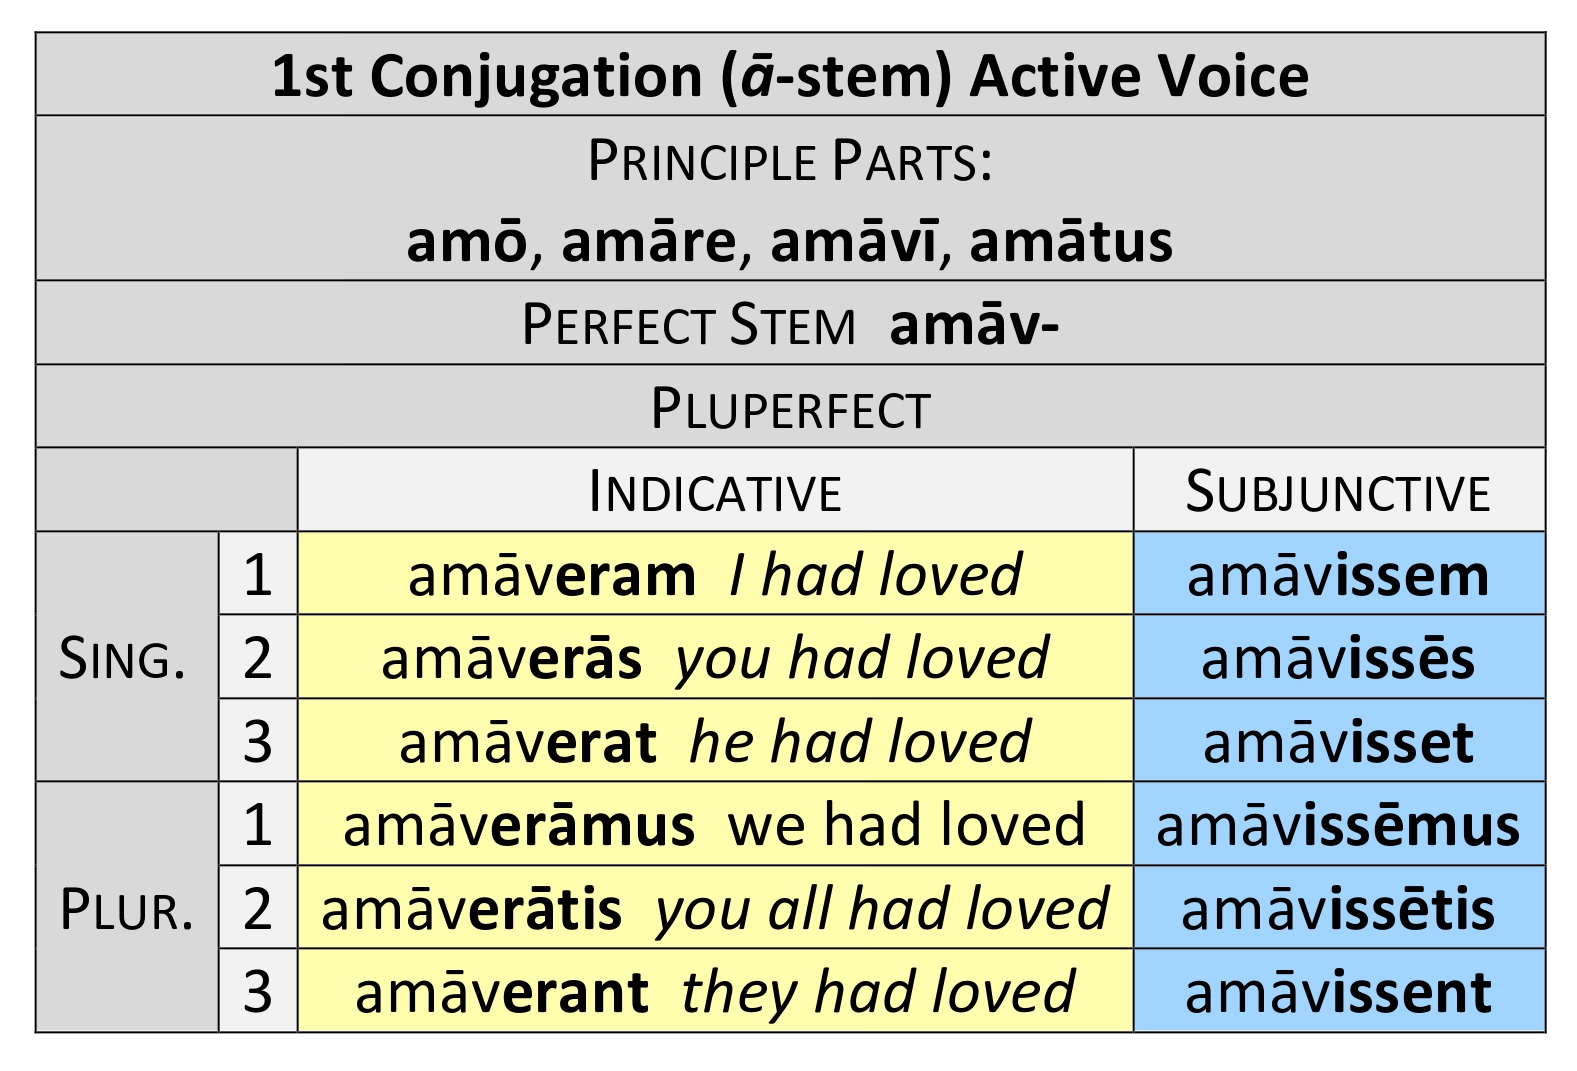 1st Conjugation (ā-stem) Active Voice
PRINCIPLE PARTS:
amō, amāre, amāvī, amātus
PERFECT STEM amāv-
PLUPERFECT
INDICATIVE SUBJUNCTIVE
SING. 1 amāveram I had loved amāvissem
2 amāverās you had loved amāvissēs
3 amāverat he had loved amāvisset
PLUR. 1 amāverāmus we had loved amāvissēmus
2 amāverātis you all had loved amāvissētis
3 amāverant they had loved amāvissent